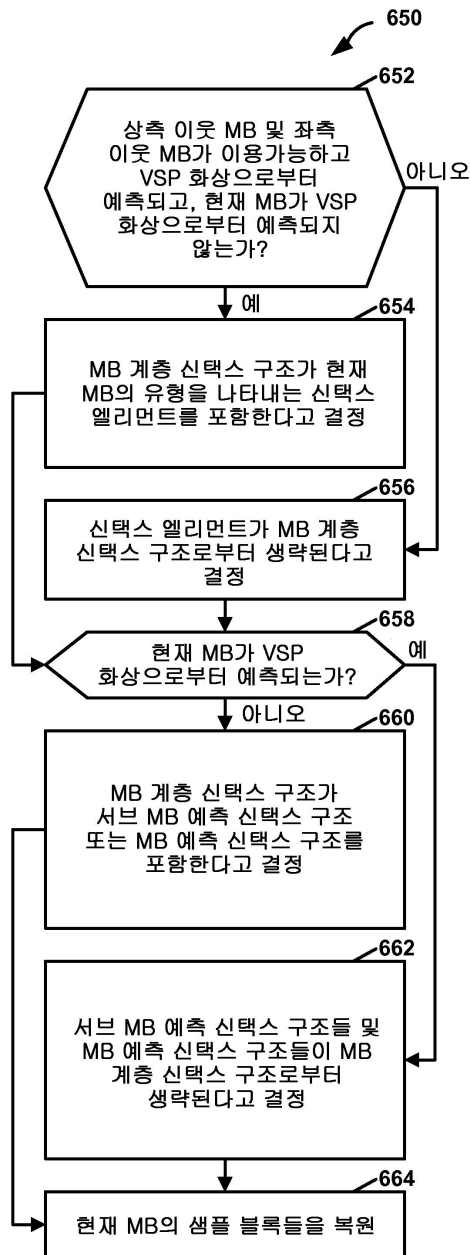 650
652
상측 이웃 MB 및 좌측
이웃 MB가 이용가능하고
VSP 화상으로부터
예측되고, 현재 MB가 VSP
화상으로부터 예측되지
않는가?
아니오
예
654
MB 계층 신택스 구조가 현재
MB의 유형을 나타내는 신택스
엘리먼트를 포함한다고 결정
656
신택스 엘리먼트가 MB 계층
신택스 구조로부터 생략된다고
결정
658
현재 MB가 VSP
화상으로부터 예측되는가?
예
아니오
660
MB 계층 신택스 구조가
서브 MB 예측 신택스 구조
또는 MB 예측 신택스 구조를
포함한다고 결정
662
서브 MB 예측 신택스 구조들 및
MB 예측 신택스 구조들이 MB
계층 신택스 구조로부터
생략된다고 결정
664
현재 MB의 샘플 블록들을 복원